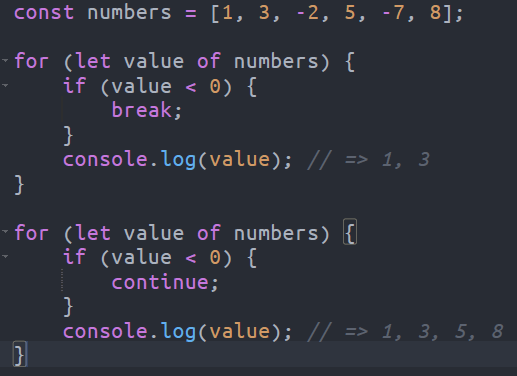 const numbers = [1, 3, -2, 5, -7, 8];
for (let value of numbers) {
    if (value < 0) {
        break;
    }
    console.log(value); // => 1, 3
}
for (let value of numbers) {
    if (value < 0) {
        continue;
    }
    console.log(value); // => 1, 3, 5, 8
}